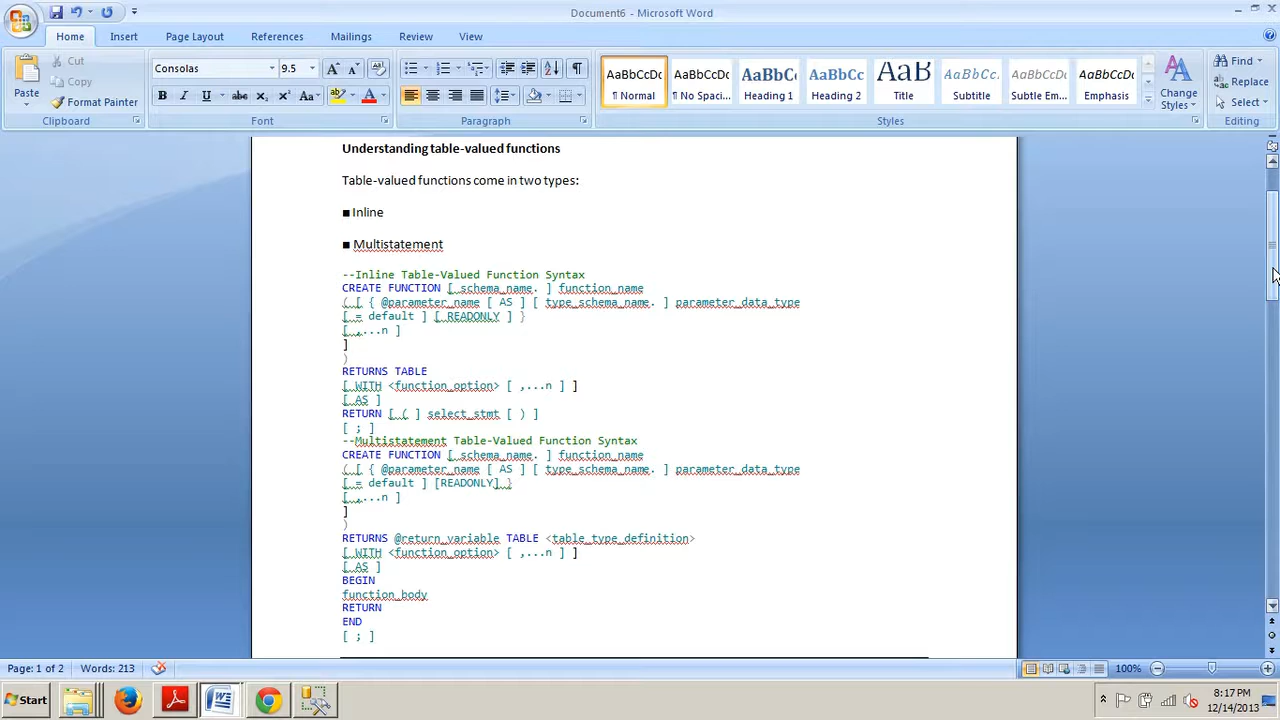 Document6 - Microsoft Word
Home Insert Page Layout References Mailings Review View
Paste
Cut
Copy
Format Painter
Clipboard
Consolas 9.5
Font
Paragraph
AaBbCcDc AaBbCcDc AaBbC( AaBbCc AaB AaBbCc. AaBbCcDc AaBbCcDc
¶ Normal ¶ No Spaci... Heading 1 Heading 2 Title Subtitle Subtle Em... Emphasis
Change Styles
Styles
Find
Replace
Select
Editing
Understanding table-valued functions
Table-valued functions come in two types:
■ Inline
■ Multistatement
--Inline Table-Valued Function Syntax
CREATE FUNCTION [ schema_name. ] function_name
( [ { @parameter_name [ AS ] [ type_schema_name. ] parameter_data_type
[ = default ] [ READONLY ] }
[ ,...n ]
]
)
RETURNS TABLE
[ WITH <function_option> [ ,...n ] ]
[ AS ]
RETURN [ ( ] select_stmt [ ) ]
[ ; ]
--Multistatement Table-Valued Function Syntax
CREATE FUNCTION [ schema_name. ] function_name
( [ { @parameter_name [ AS ] [ type_schema_name. ] parameter_data_type
[ = default ] [READONLY] }
[ ,...n ]
]
)
RETURNS @return_variable TABLE <table_type_definition>
[ WITH <function_option> [ ,...n ] ]
[ AS ]
BEGIN
function_body
RETURN
END
[ ; ]
Page: 1 of 2 Words: 213 100%
Start
8:17 PM
12/14/2013